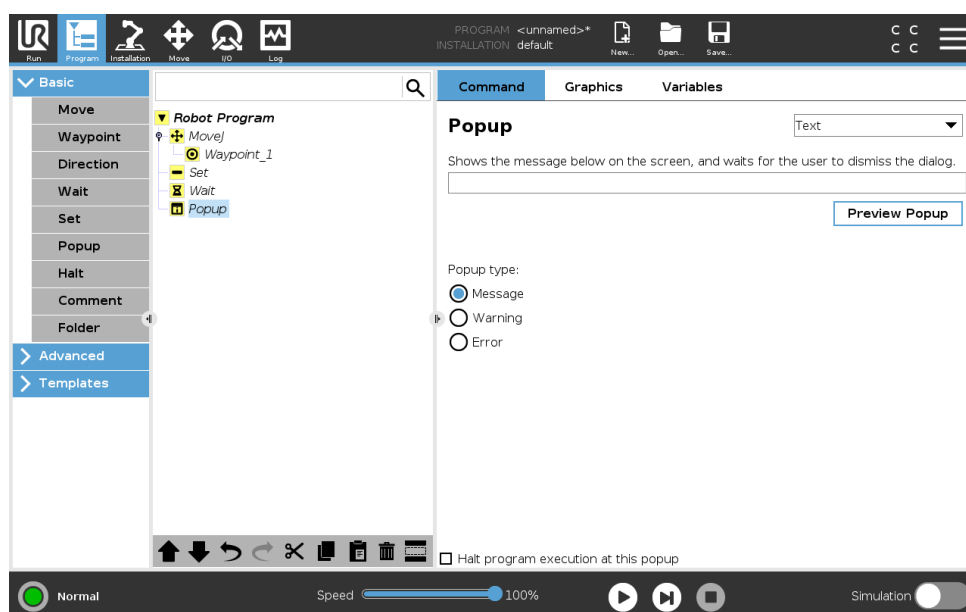 PROGRAM <unnamed>*
INSTALLATION default
C C
C C
Run
Program
Installation
Move
I/O
Log
New...
Open...
Save...
Basic
Move
Waypoint
Direction
Wait
Set
Popup
Halt
Comment
Folder
Advanced
Templates
Robot Program
MoveJ
Waypoint_1
Set
Wait
Popup
Command
Graphics
Variables
Popup
Text
Shows the message below on the screen, and waits for the user to dismiss the dialog.
Preview Popup
Popup type:
Message
Warning
Error
Halt program execution at this popup
Normal
Speed
100%
Simulation